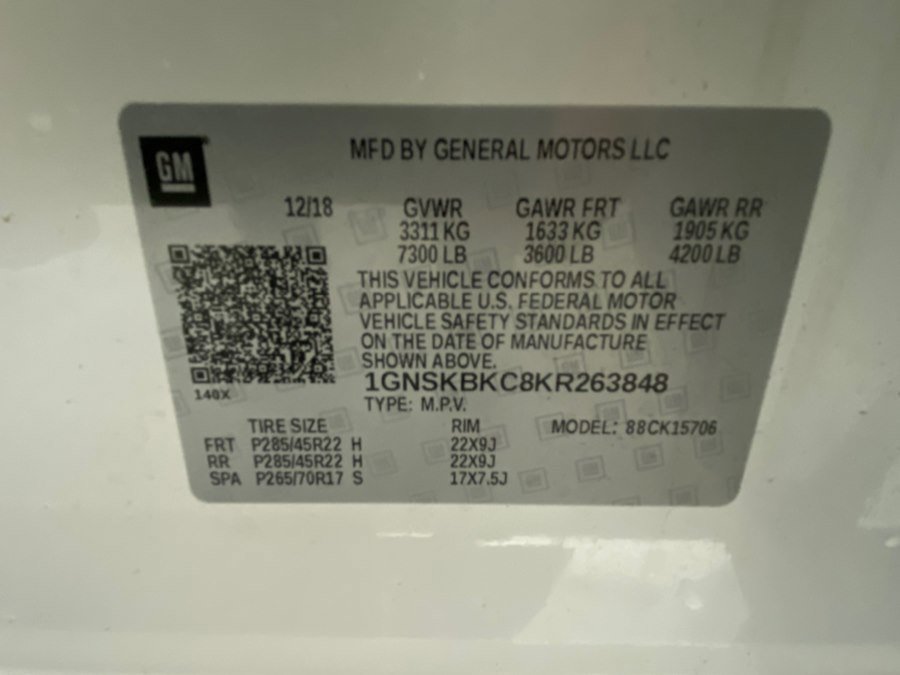 GM
MFD BY GENERAL MOTORS LLC
12/18 GVWR GAWR FRT GAWR RR
3311 KG 1633 KG 1905 KG
7300 LB 3600 LB 4200 LB
THIS VEHICLE CONFORMS TO ALL
APPLICABLE U.S. FEDERAL MOTOR
VEHICLE SAFETY STANDARDS IN EFFECT
ON THE DATE OF MANUFACTURE
SHOWN ABOVE.
1GNSKBKC8KR263848
140X
TYPE: M.P.V.
TIRE SIZE RIM MODEL: 88CK15706
FRT P285/45R22 H 22X9J
RR P285/45R22 H 22X9J
SPA P265/70R17 S 17X7.5J